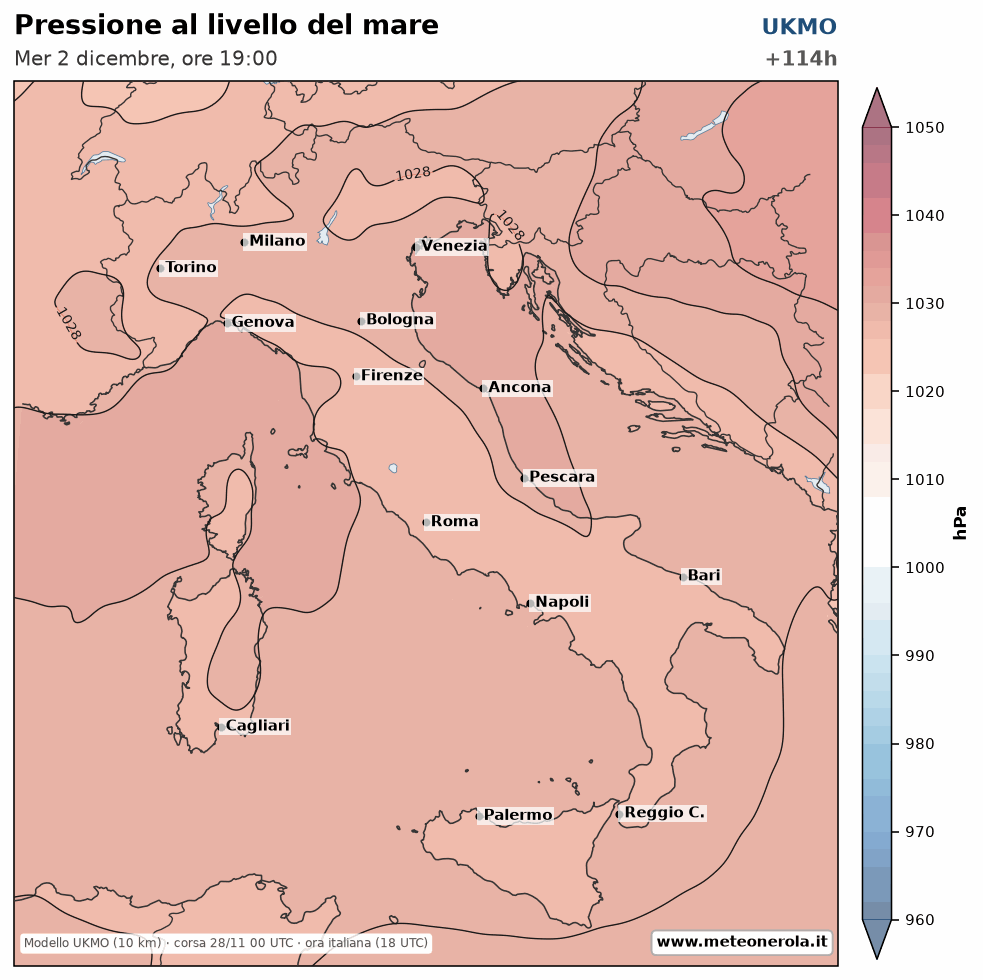 Pressione al livello del mare
UKMO
Mer 2 dicembre, ore 19:00
+114h
1028
1028
1028
Milano
Venezia
Torino
Genova
Bologna
Firenze
Ancona
Pescara
Roma
Bari
Napoli
Cagliari
Palermo
Reggio C.
1050
1040
1030
1020
1010
1000
990
980
970
960
hPa
Modello UKMO (10 km) · corsa 28/11 00 UTC · ora italiana (18 UTC)
www.meteonerola.it